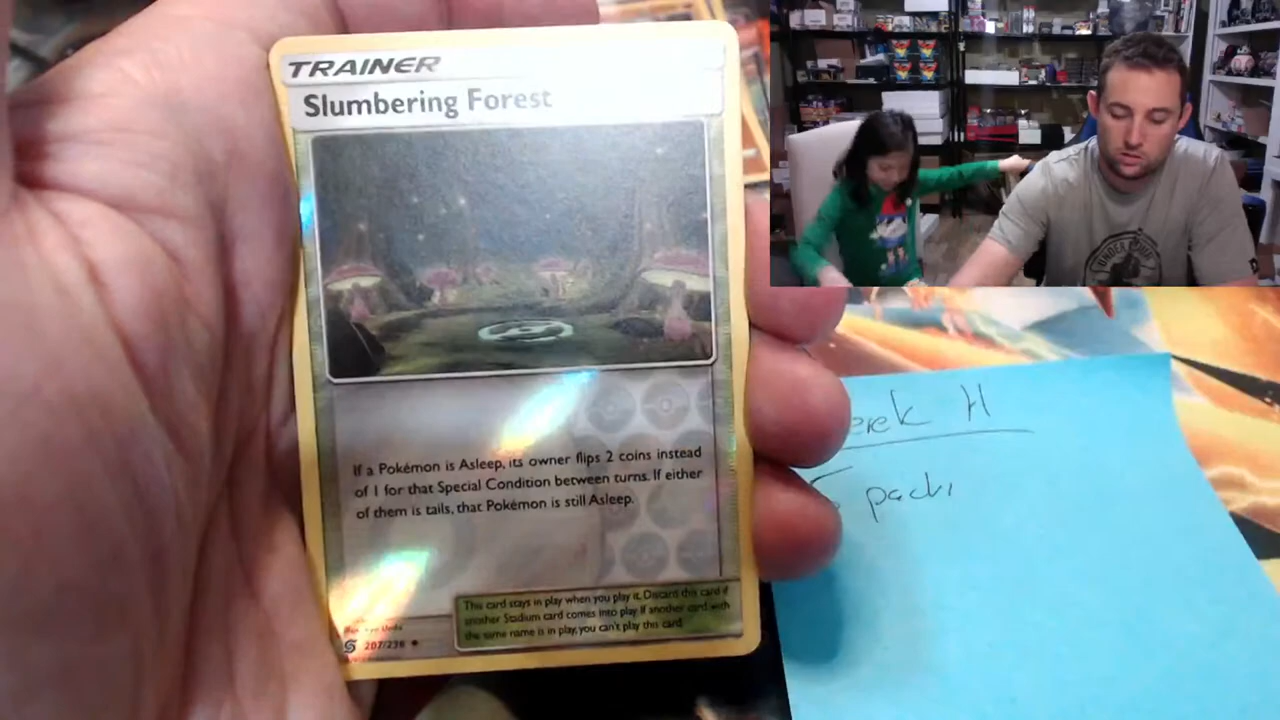 TRAINER
Slumbering Forest
If a Pokémon is Asleep, its owner flips 2 coins instead
of 1 for that Special Condition between turns. If either
of them is tails, that Pokémon is still Asleep.
This card stays in play when you play it. Discard this card if
another Stadium card comes into play. If another card with
the same name is in play, you can't play this card.
207/236
erek H
pack
UNDER